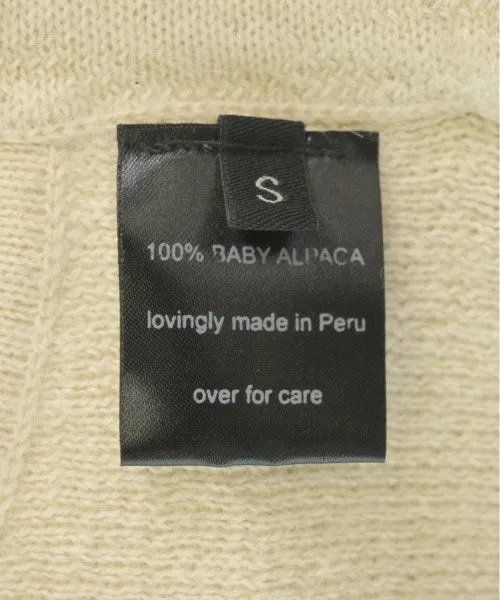 S
100% BABY ALPACA
lovingly made in Peru
over for care